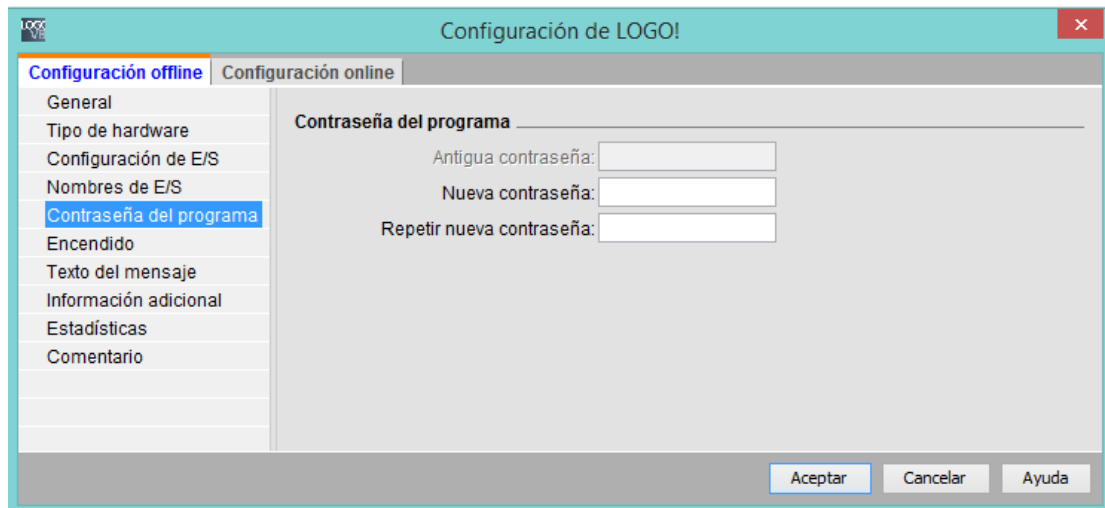 LOGO
V8
Configuración de LOGO!
Configuración offline
Configuración online
General
Tipo de hardware
Configuración de E/S
Nombres de E/S
Contraseña del programa
Encendido
Texto del mensaje
Información adicional
Estadísticas
Comentario
Contraseña del programa
Antigua contraseña:
Nueva contraseña:
Repetir nueva contraseña:
Aceptar
Cancelar
Ayuda